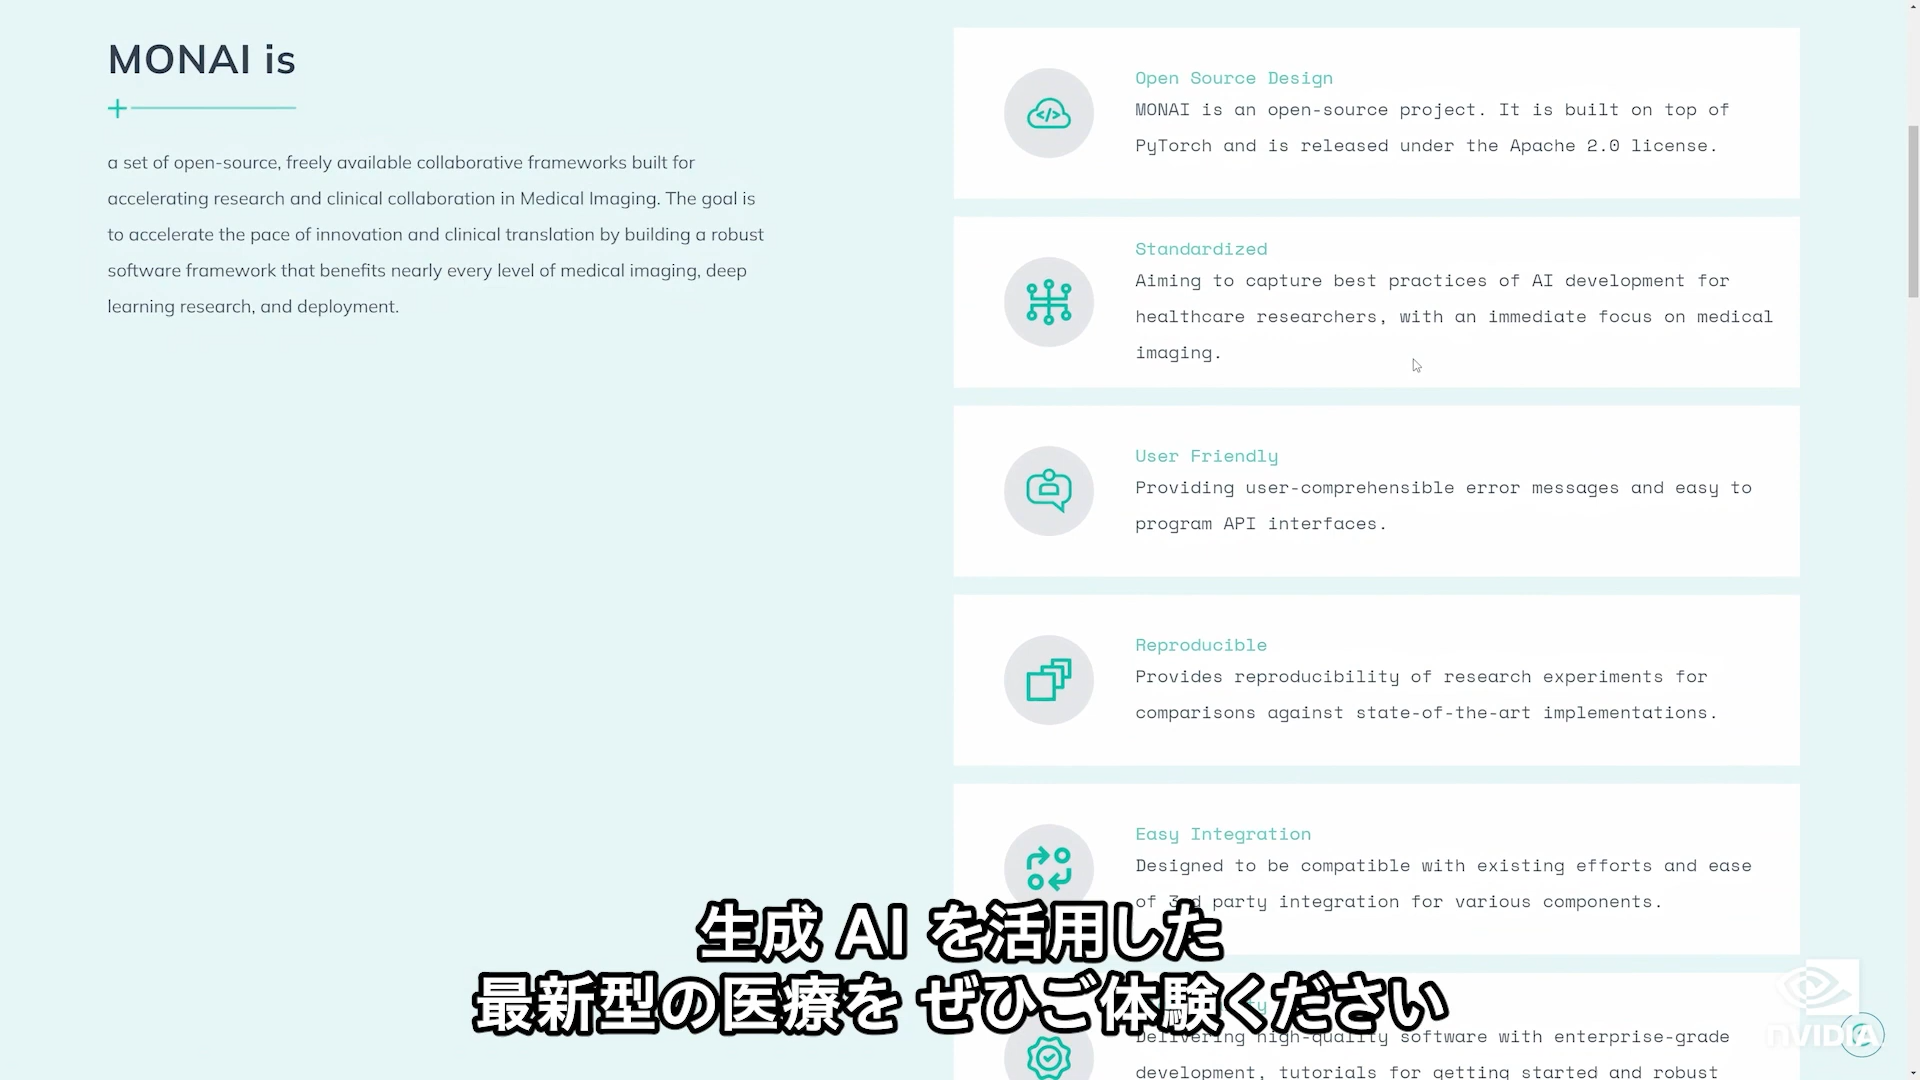 MONAI is
a set of open-source, freely available collaborative frameworks built for
accelerating research and clinical collaboration in Medical Imaging. The goal is
to accelerate the pace of innovation and clinical translation by building a robust
software framework that benefits nearly every level of medical imaging, deep
learning research, and deployment.
Open Source Design
MONAI is an open-source project. It is built on top of
PyTorch and is released under the Apache 2.0 license.
Standardized
Aiming to capture best practices of AI development for
healthcare researchers, with an immediate focus on medical
imaging.
User Friendly
Providing user-comprehensible error messages and easy to
program API interfaces.
Reproducible
Provides reproducibility of research experiments for
comparisons against state-of-the-art implementations.
Easy Integration
Designed to be compatible with existing efforts and ease
of 3rd party integration for various components.
Delivering high-quality software with enterprise-grade
development, tutorials for getting started and robust
生成 AI を活用した
最新型の医療を ぜひご体験ください
nVIDIA